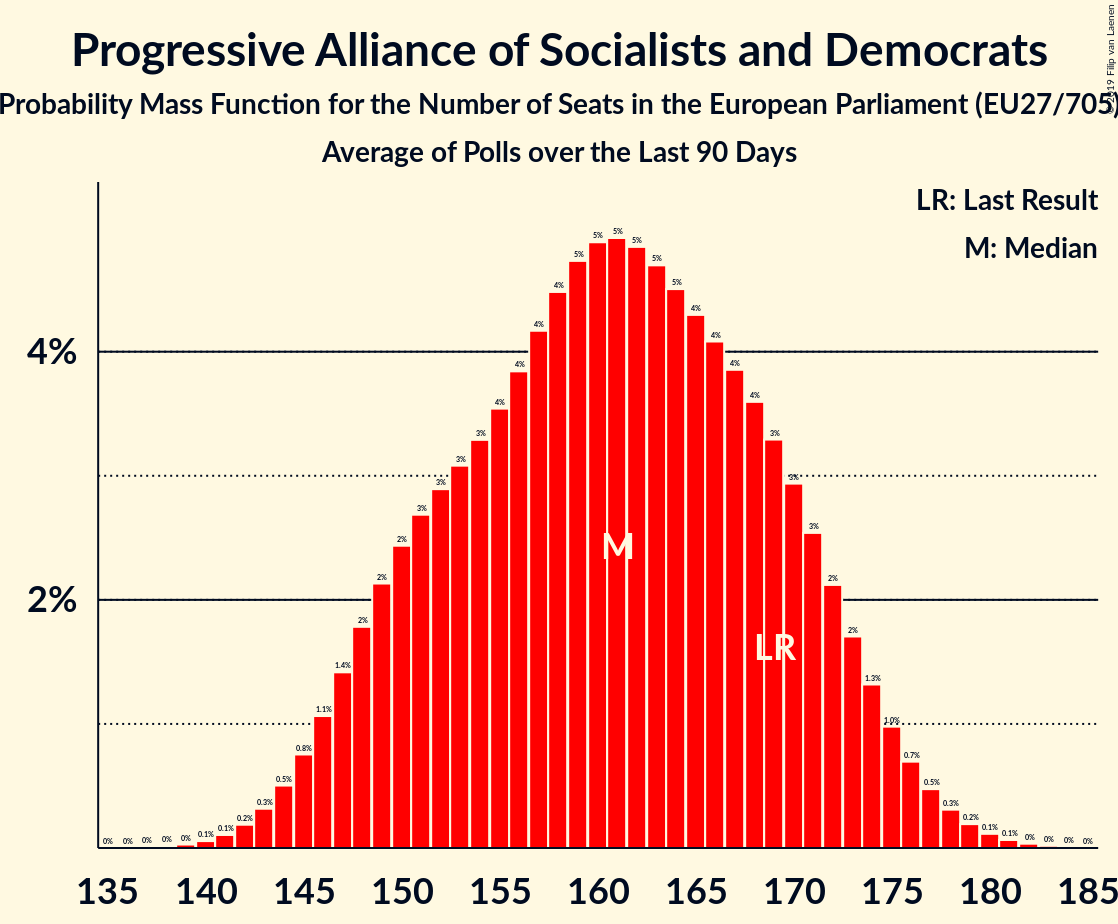 Progressive Alliance of Socialists and Democrats
Probability Mass Function for the Number of Seats in the European Parliament (EU27/705)
Average of Polls over the Last 90 Days
© 2019 Filip van Laenen
LR: Last Result
M: Median
4%
2%
0% 0% 0% 0% 0% 0.1% 0.1% 0.2% 0.3% 0.5% 0.8% 1.1% 1.4% 2% 2% 2% 3% 3% 3% 3% 4% 4% 4% 4% 5% 5% 5% 5% 5% 5% 4% 4% 4% 4% 3% 3% 3% 2% 2% 1.3% 1.0% 0.7% 0.5% 0.3% 0.2% 0.1% 0.1% 0% 0% 0% 0%
M
LR
135 140 145 150 155 160 165 170 175 180 185